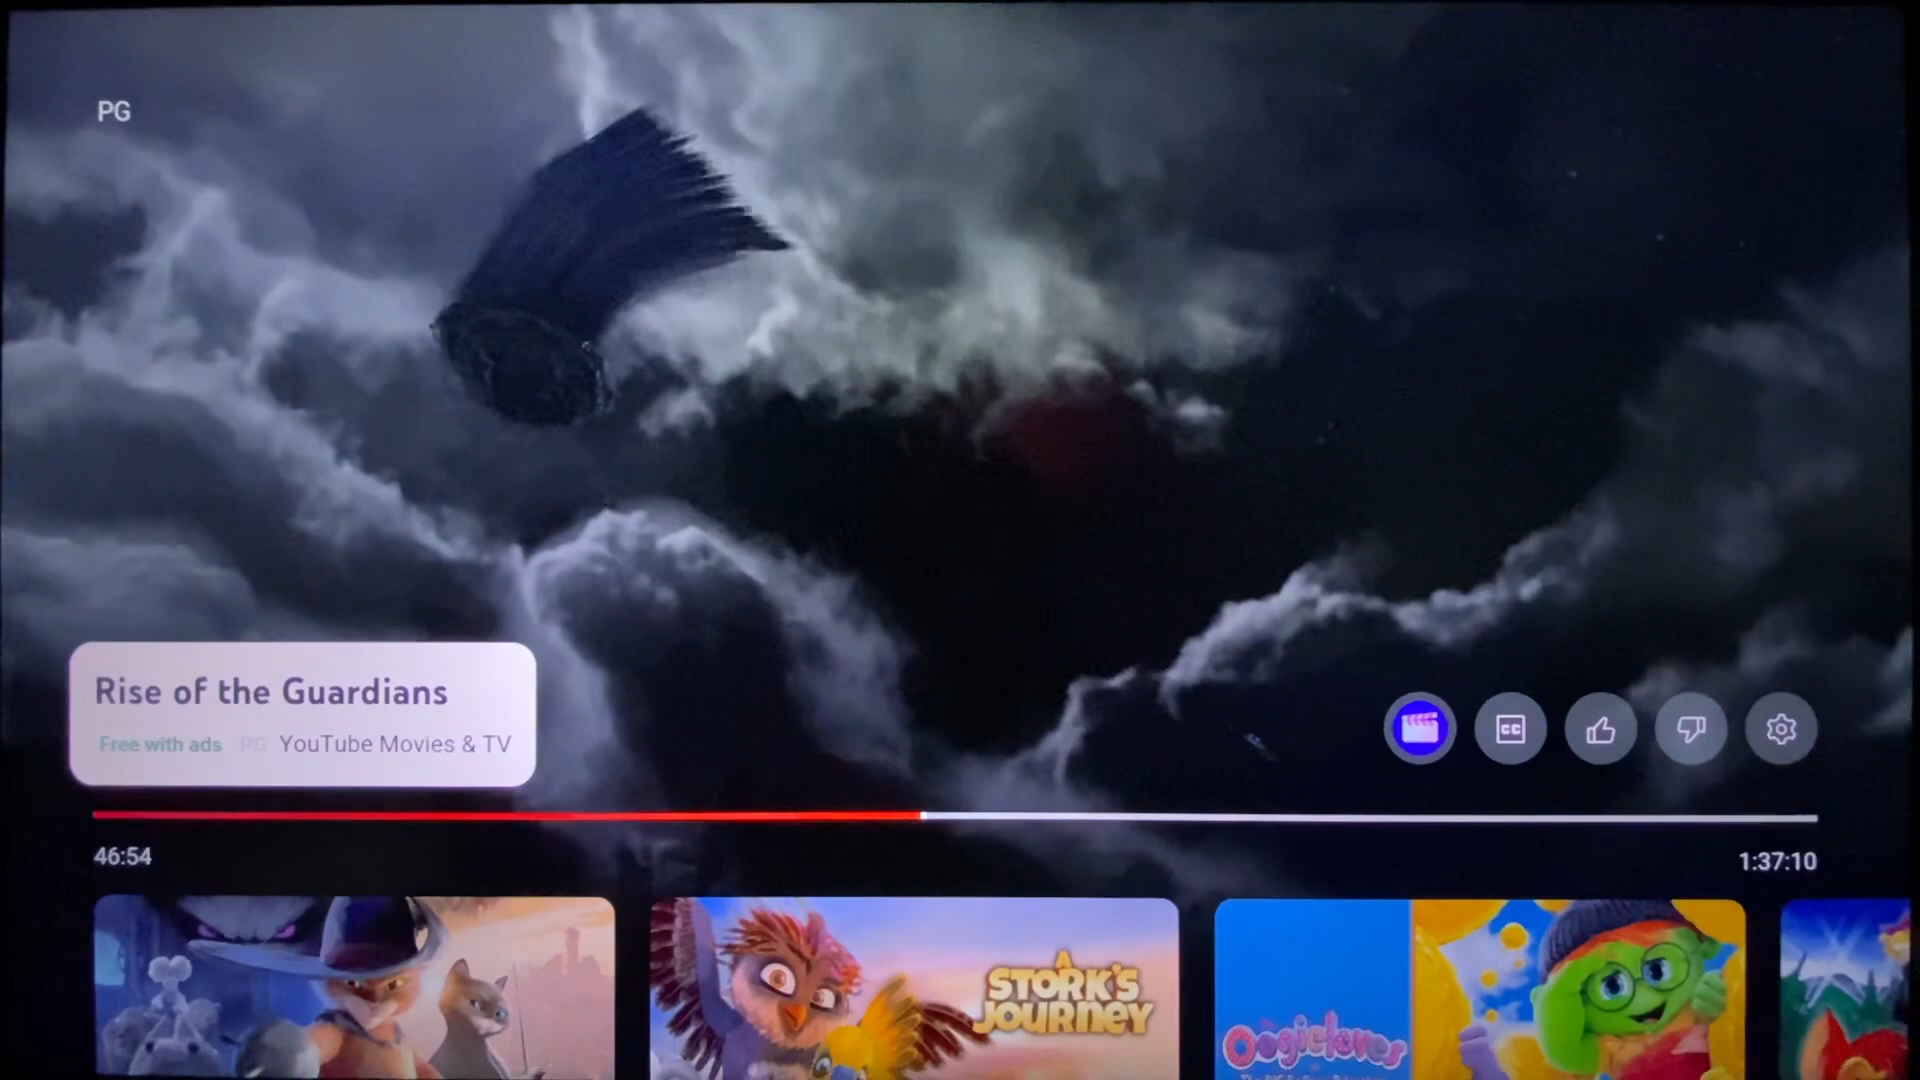 PG
Rise of the Guardians
Free with ads PG YouTube Movies & TV
CC
46:54
1:37:10
A
STORK'S
JOURNEY
Oogieloves